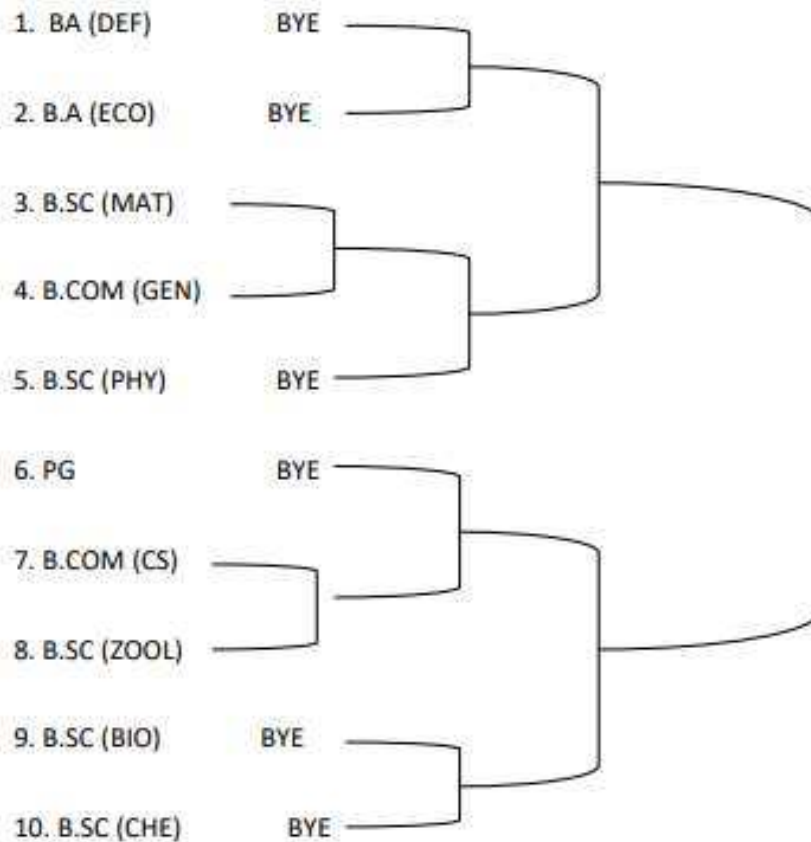 1. BA (DEF) BYE
2. B.A (ECO) BYE
3. B.SC (MAT)
4. B.COM (GEN)
5. B.SC (PHY) BYE
6. PG BYE
7. B.COM (CS)
8. B.SC (ZOOL)
9. B.SC (BIO) BYE
10. B.SC (CHE) BYE